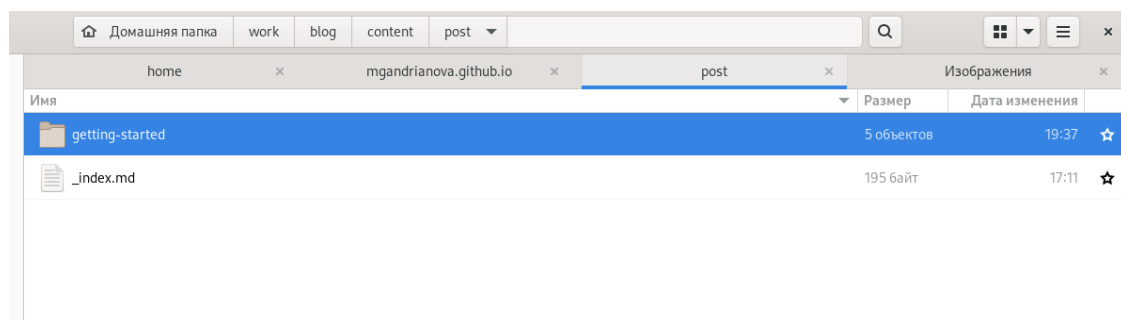 Домашняя папка work blog content post
home mgandrianova.github.io post Изображения
Имя Размер Дата изменения
getting-started 5 объектов 19:37
_index.md 195 байт 17:11